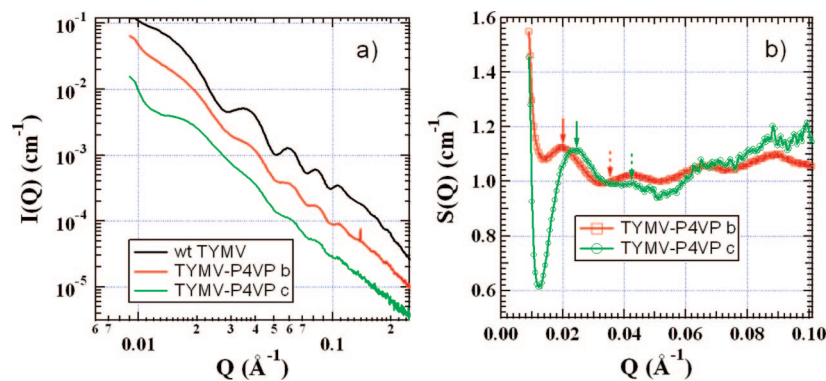 a)
I(Q) (cm⁻¹)
10⁻¹
10⁻²
10⁻³
10⁻⁴
10⁻⁵
wt TYMV
TYMV-P4VP b
TYMV-P4VP c
6 7 0.01 2 3 4 5 6 7 0.1 2
Q (Å⁻¹)
b)
S(Q) (cm⁻¹)
1.6
1.4
1.2
1.0
0.8
0.6
TYMV-P4VP b
TYMV-P4VP c
0.00 0.02 0.04 0.06 0.08 0.10
Q (Å⁻¹)